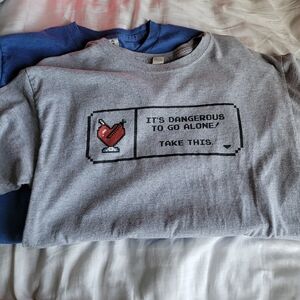 IT'S DANGEROUS
TO GO ALONE!
TAKE THIS.